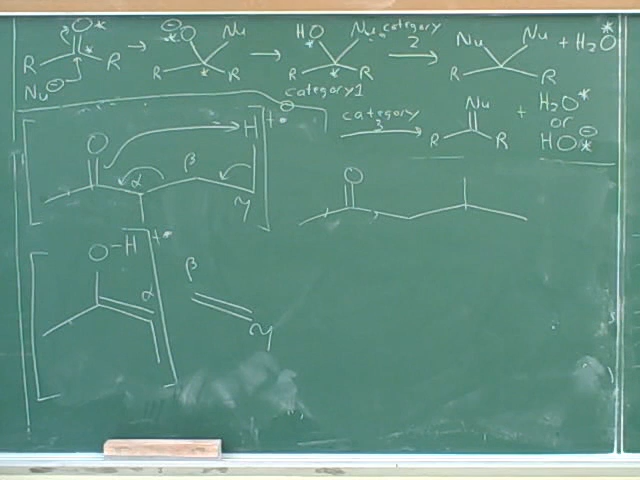 O* ⊖ *O Nu HO * Nu category 2 Nu Nu + H₂O*
R * R R * R R * R R R
Nu⊖ category 1 ⊖
category 3 Nu + H₂O*
or
R R HO⊖ *
H +•
O
β
α
γ
O
O-H +•
β
α
γ